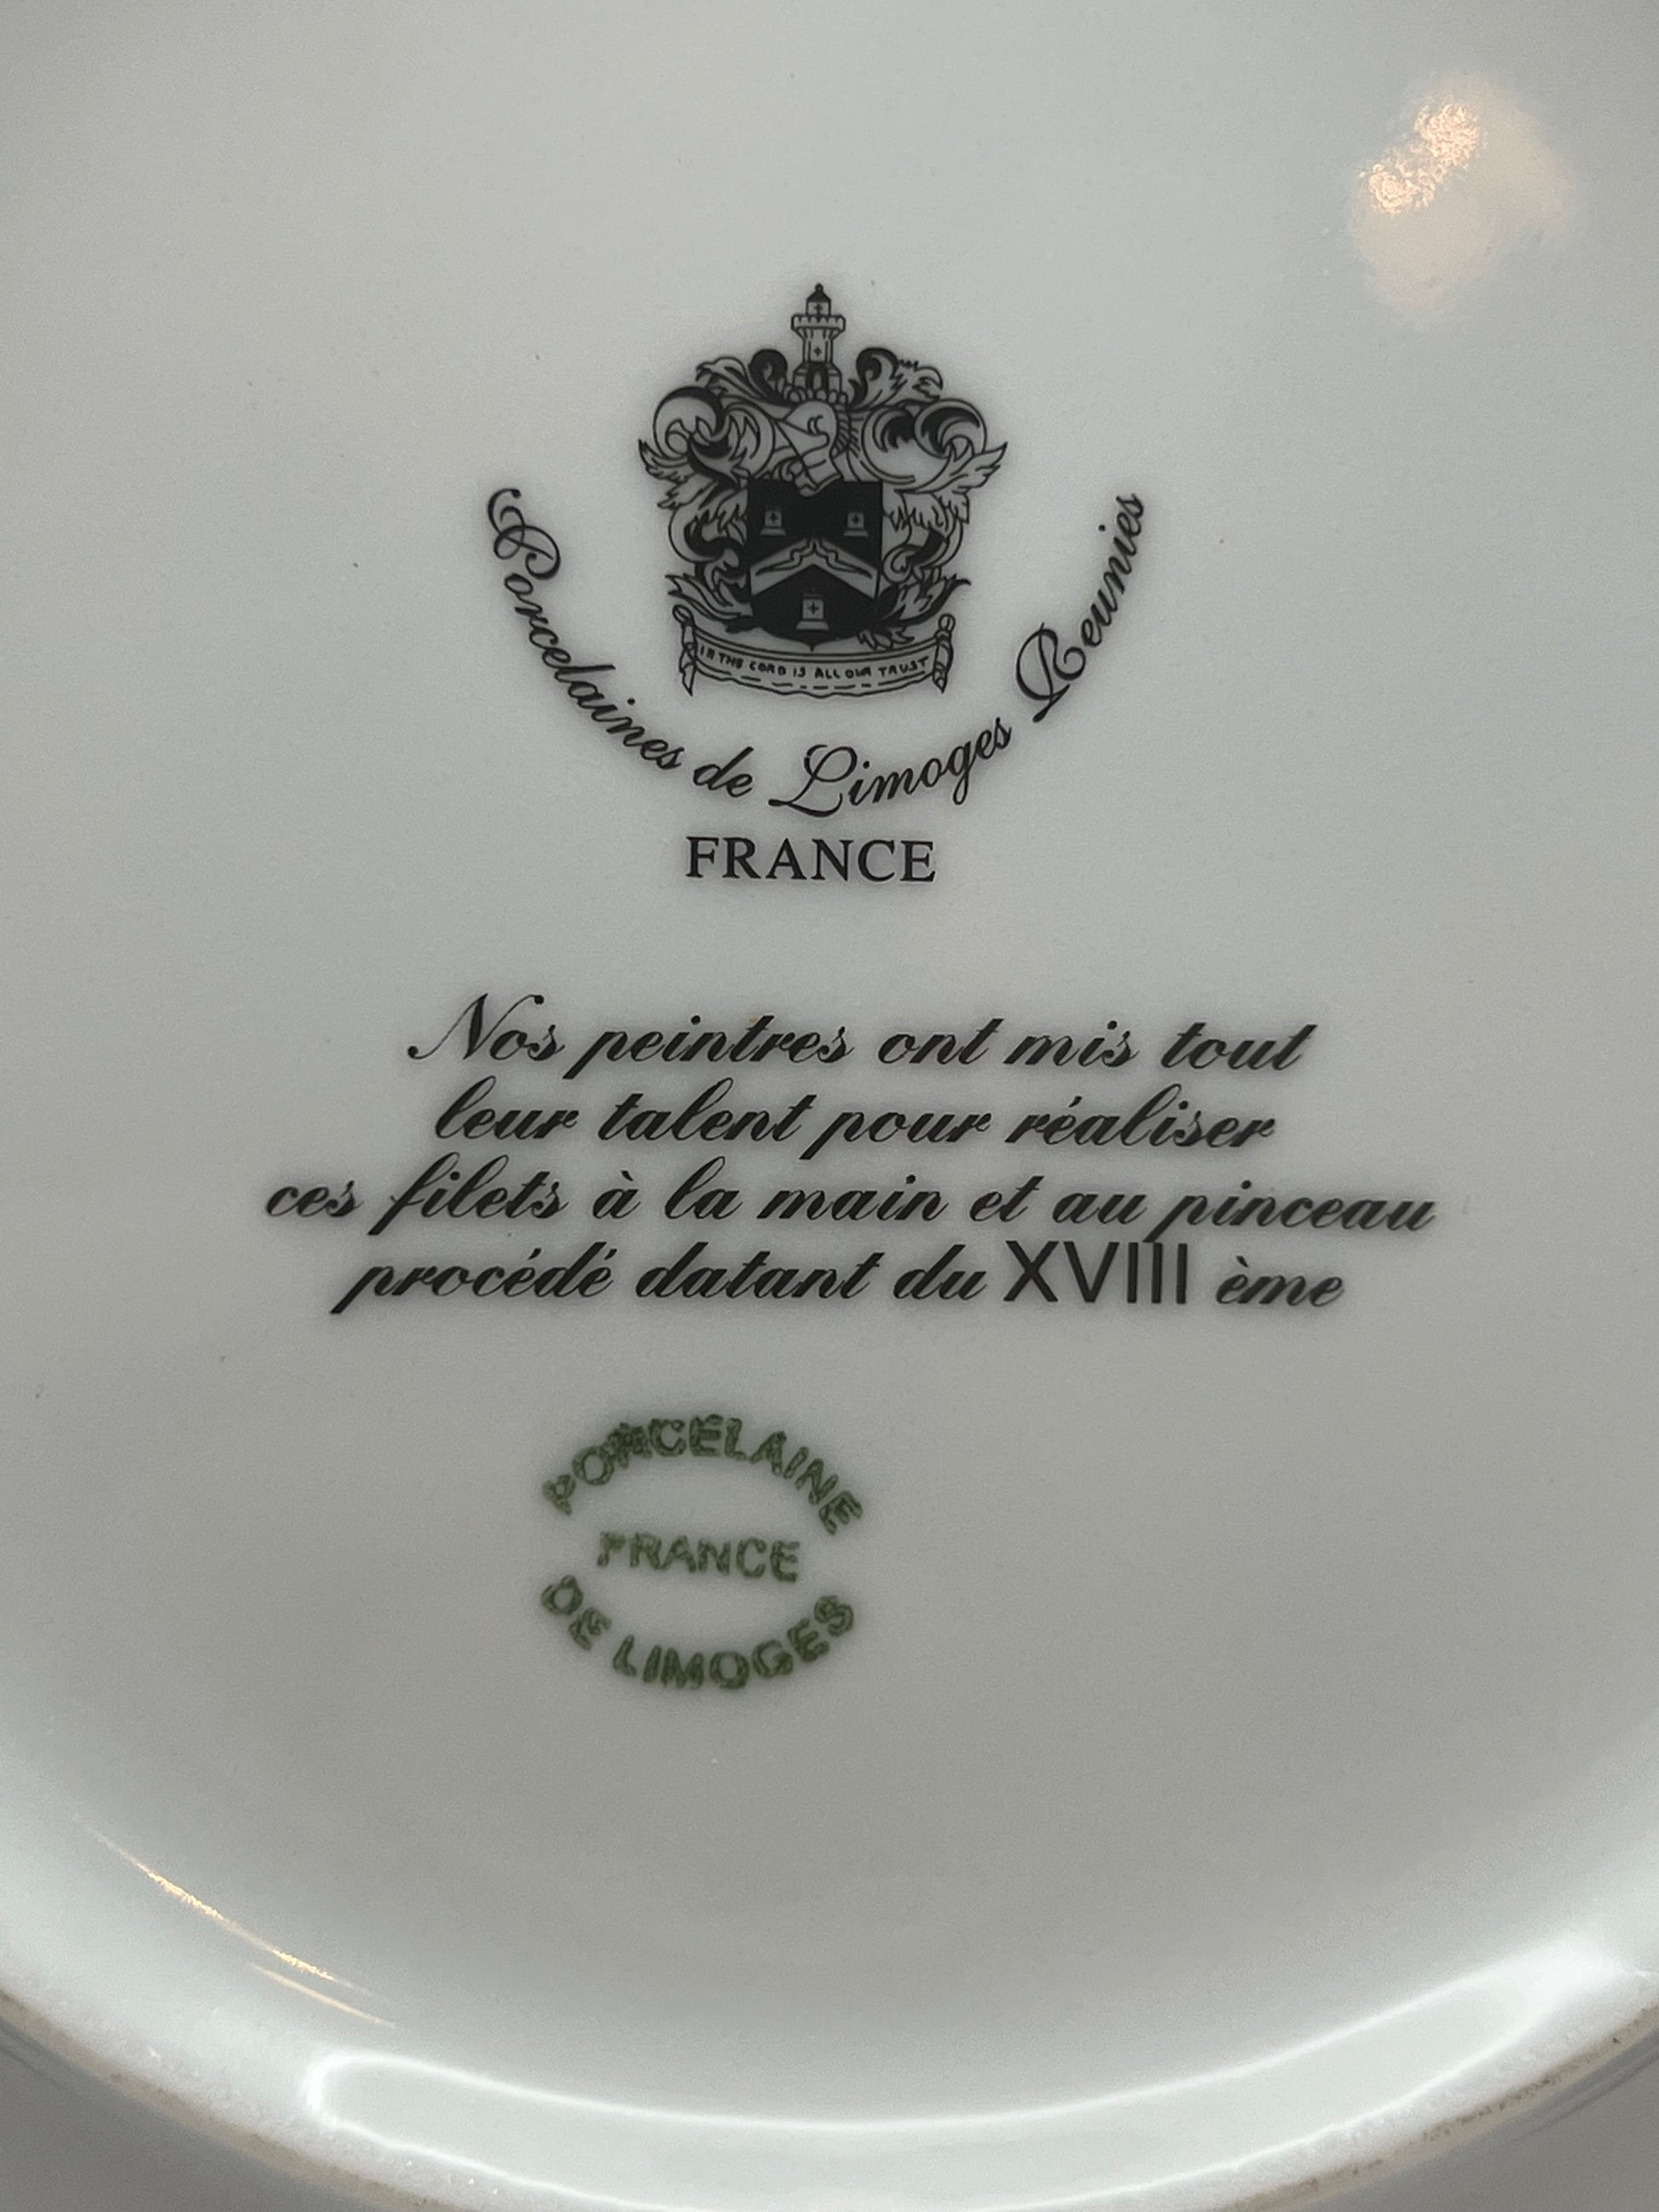 IN THE LORD IS ALL OUR TRUST
Porcelaines de Limoges Reunies
FRANCE
Nos peintres ont mis tout
leur talent pour réaliser
ces filets à la main et au pinceau
procédé datant du XVIII ème
PORCELAINE
FRANCE
DE LIMOGES